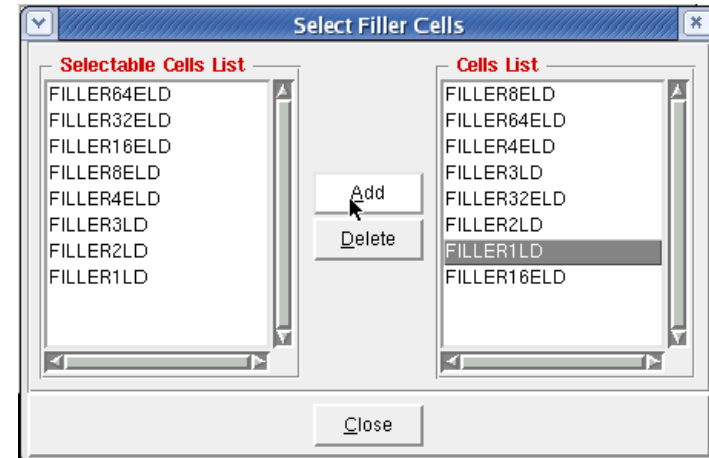 Select Filler Cells
Selectable Cells List
FILLER64ELD
FILLER32ELD
FILLER16ELD
FILLER8ELD
FILLER4ELD
FILLER3LD
FILLER2LD
FILLER1LD
Add
Delete
Cells List
FILLER8ELD
FILLER64ELD
FILLER4ELD
FILLER3LD
FILLER32ELD
FILLER2LD
FILLER1LD
FILLER16ELD
Close